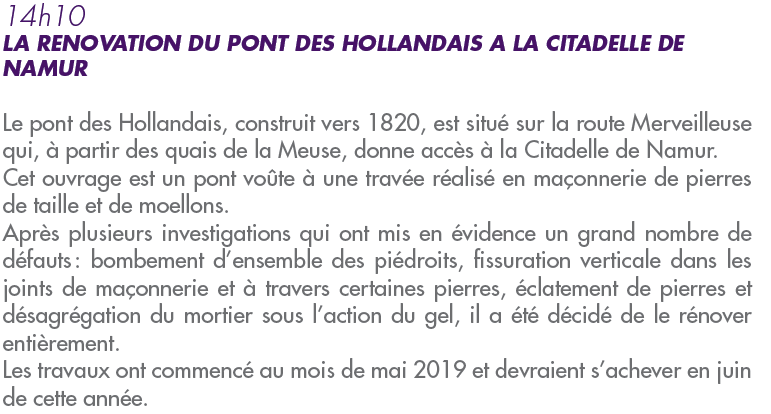 14h10
LA RENOVATION DU PONT DES HOLLANDAIS A LA CITADELLE DE
NAMUR
Le pont des Hollandais, construit vers 1820, est situé sur la route Merveilleuse
qui, à partir des quais de la Meuse, donne accès à la Citadelle de Namur.
Cet ouvrage est un pont voûte à une travée réalisé en maçonnerie de pierres
de taille et de moellons.
Après plusieurs investigations qui ont mis en évidence un grand nombre de
défauts : bombement d'ensemble des piédroits, fissuration verticale dans les
joints de maçonnerie et à travers certaines pierres, éclatement de pierres et
désagrégation du mortier sous l'action du gel, il a été décidé de le rénover
entièrement.
Les travaux ont commencé au mois de mai 2019 et devraient s'achever en juin
de cette année.